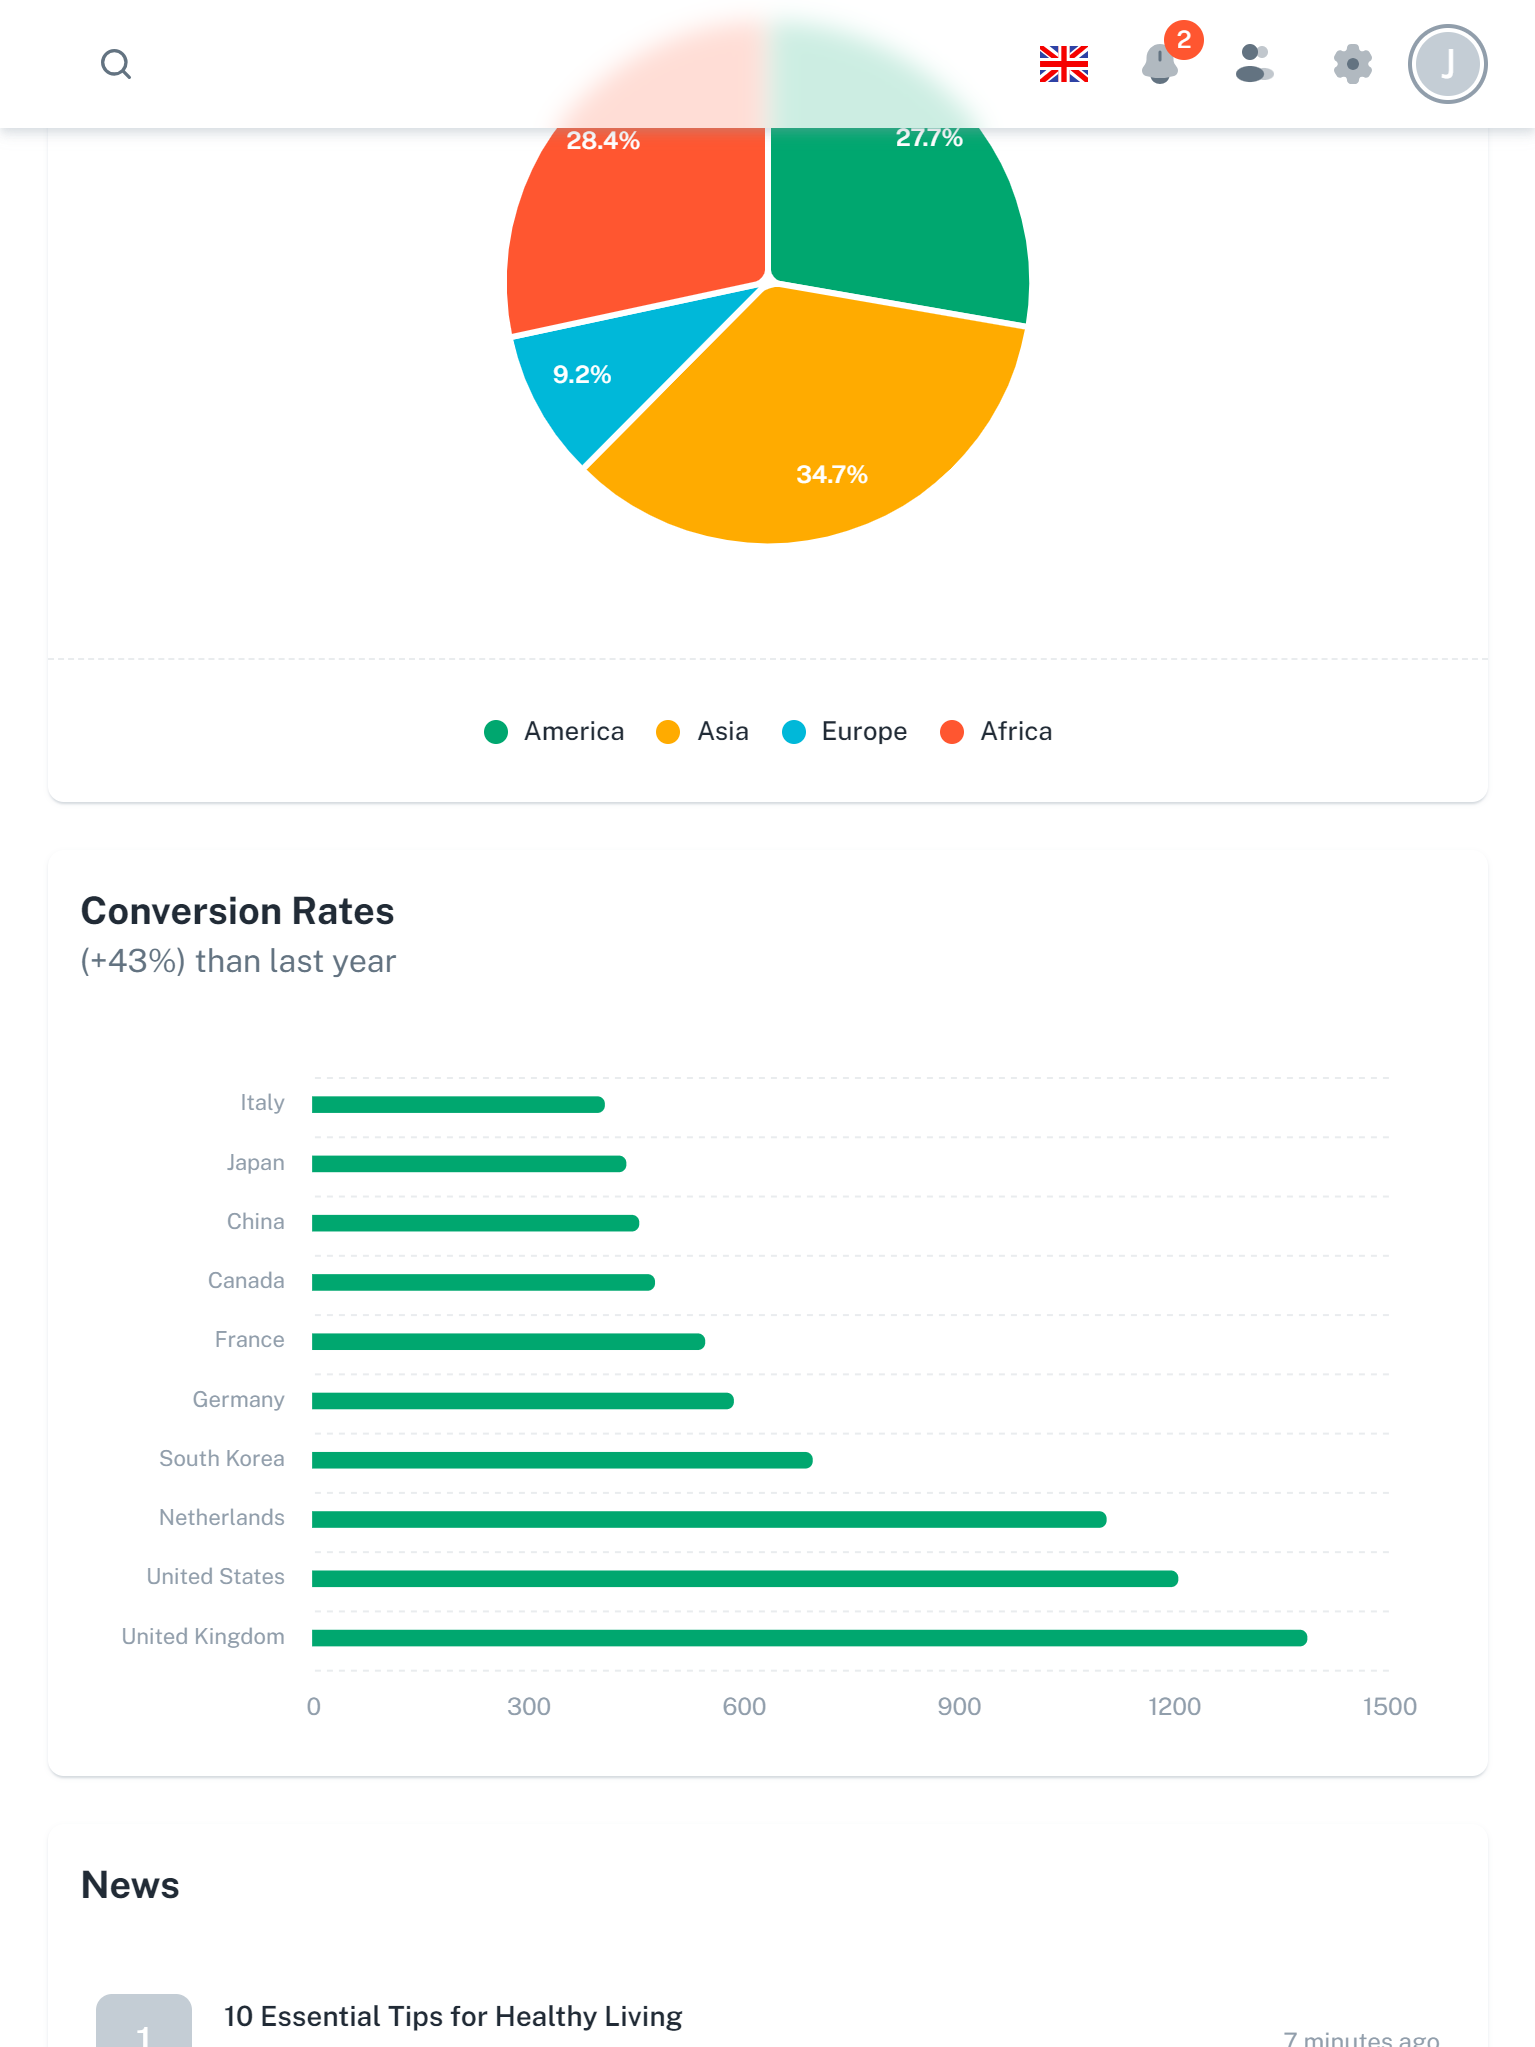 2
J
28.4%
27.7%
9.2%
34.7%
America Asia Europe Africa
Conversion Rates
(+43%) than last year
Italy
Japan
China
Canada
France
Germany
South Korea
Netherlands
United States
United Kingdom
0 300 600 900 1200 1500
News
10 Essential Tips for Healthy Living
1
7 minutes ago